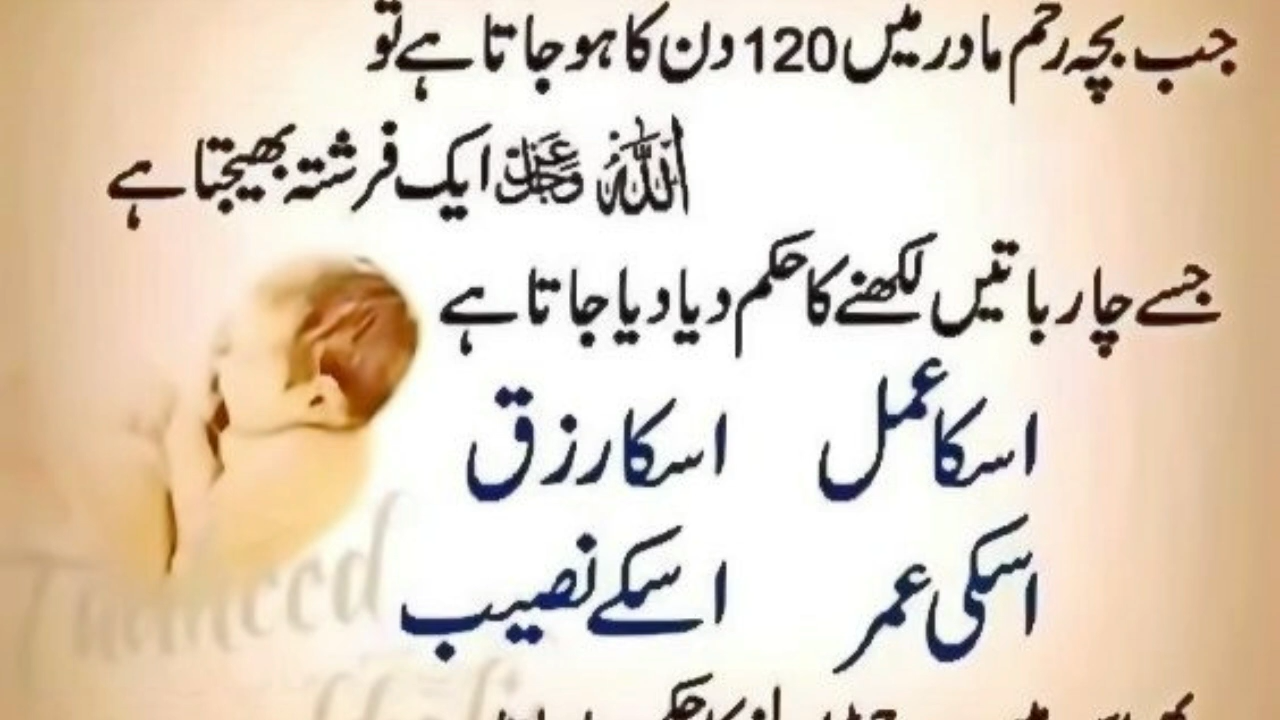 جب بچہ رحم مادر میں 120 دن کا ہو جاتا ہے تو
اللہ عزوجل ایک فرشتہ بھیجتا ہے
جسے چار باتیں لکھنے کا حکم دیا دیا جاتا ہے
اسکا عمل اسکا رزق
اسکی عمر اسکے نصیب